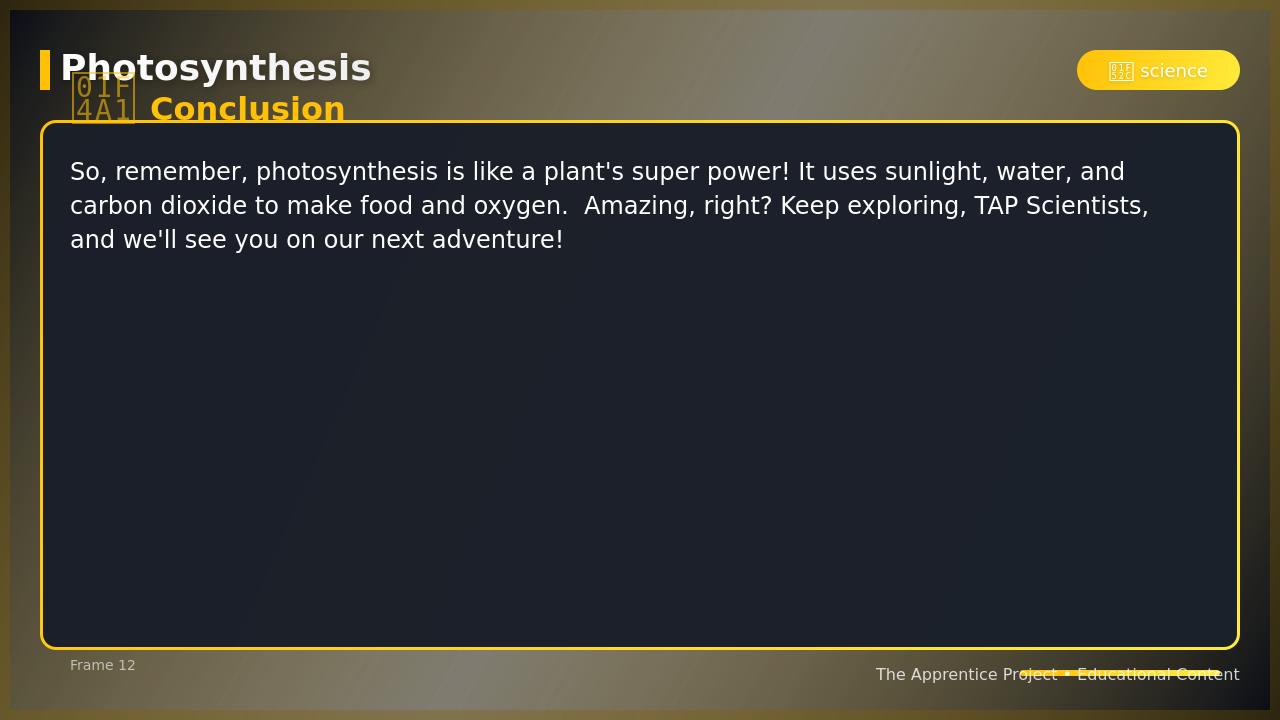 Photosynthesis
science
Conclusion
So, remember, photosynthesis is like a plant's super power! It uses sunlight, water, and
carbon dioxide to make food and oxygen.  Amazing, right? Keep exploring, TAP Scientists,
and we'll see you on our next adventure!
Frame 12
The Apprentice Project • Educational Content